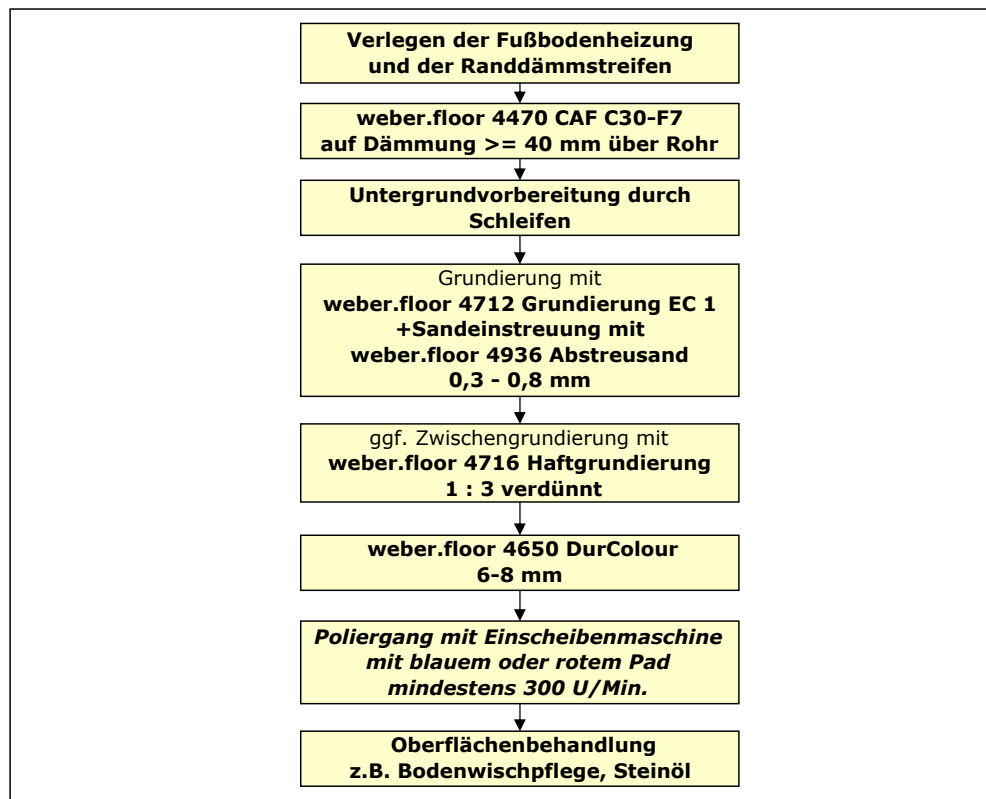 Verlegen der Fußbodenheizung
und der Randdämmstreifen
weber.floor 4470 CAF C30-F7
auf Dämmung >= 40 mm über Rohr
Untergrundvorbereitung durch
Schleifen
Grundierung mit
weber.floor 4712 Grundierung EC 1
+Sandeinstreuung mit
weber.floor 4936 Abstreusand
0,3 - 0,8 mm
ggf. Zwischengrundierung mit
weber.floor 4716 Haftgrundierung
1 : 3 verdünnt
weber.floor 4650 DurColour
6-8 mm
Poliergang mit Einscheibenmaschine
mit blauem oder rotem Pad
mindestens 300 U/Min.
Oberflächenbehandlung
z.B. Bodenwischpflege, Steinöl